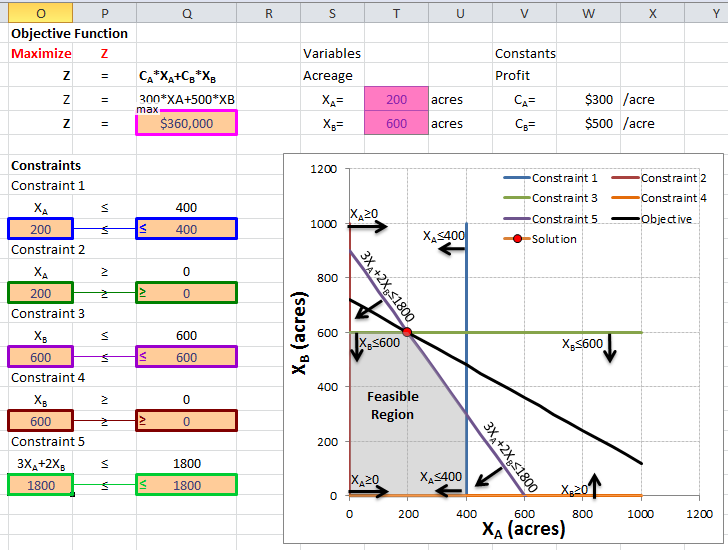 O P Q R S T U V W X Y
Objective Function
Maximize Z Variables Constants
Z = C_A*X_A+C_B*X_B Acreage Profit
Z = 300*XA+500*XB X_A= 200 acres C_A= $300 /acre
max
Z = $360,000 X_B= 600 acres C_B= $500 /acre
Constraints
Constraint 1
X_A ≤ 400
200 ≤ ≤ 400
Constraint 2
X_A ≥ 0
200 ≥ ≥ 0
Constraint 3
X_B ≤ 600
600 ≤ ≤ 600
Constraint 4
X_B ≥ 0
600 ≥ ≥ 0
Constraint 5
3X_A+2X_B ≤ 1800
1800 ≤ ≤ 1800
Constraint 1 Constraint 2
Constraint 3 Constraint 4
Constraint 5 Objective
Solution
1200
1000
800
600
400
200
0
X_B (acres)
X_A≥0
X_A≤400
3X_A+2X_B≤1800
X_B≤600
X_B≤600
Feasible
Region
3X_A+2X_B≤1800
X_A≥0
X_A≤400
X_B≥0
0 200 400 600 800 1000 1200
X_A (acres)